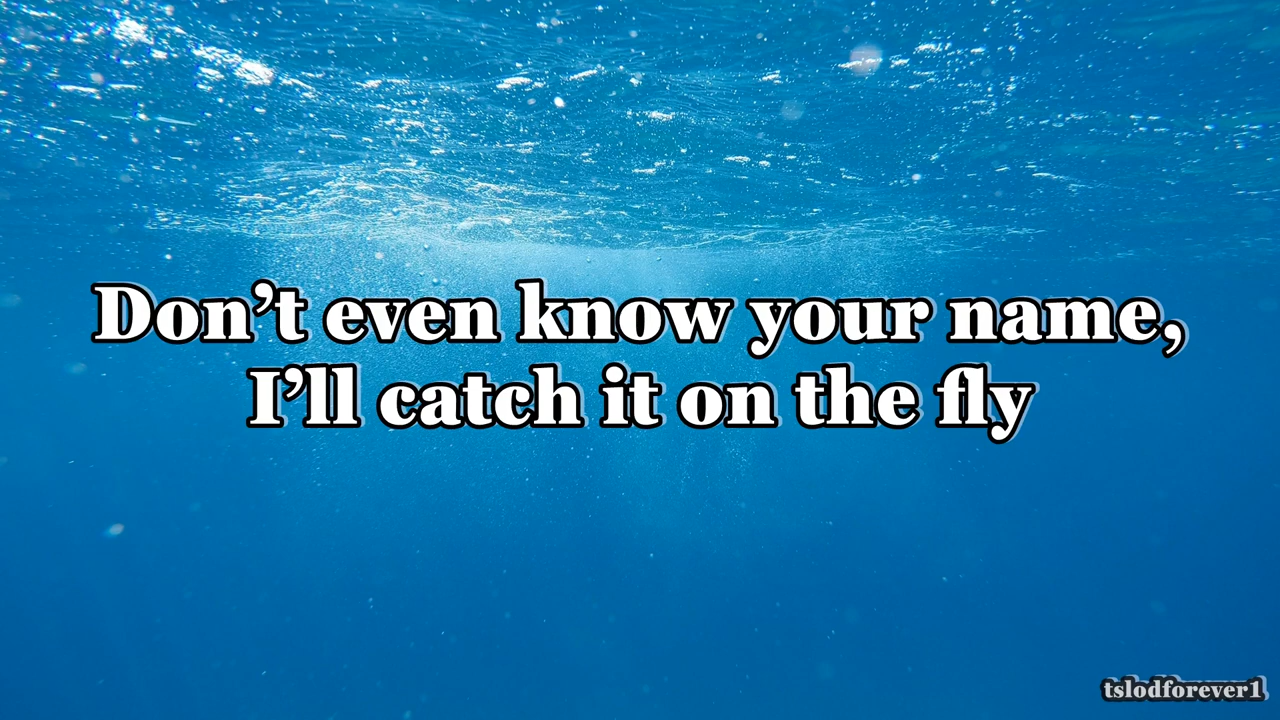 Don’t even know your name,
I’ll catch it on the fly
tslodforever1